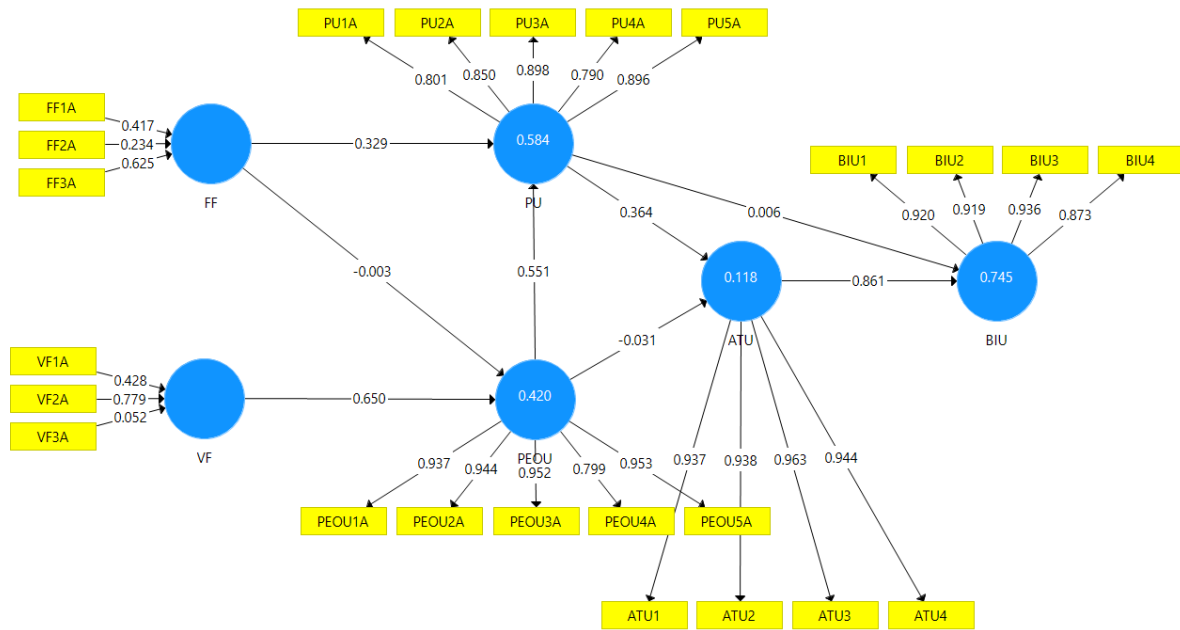 PU1A PU2A PU3A PU4A PU5A
0.801 0.850 0.898 0.790 0.896
FF1A
FF2A
FF3A
0.417
0.234
0.625
FF
0.329
0.584
PU
BIU1 BIU2 BIU3 BIU4
0.920 0.919 0.936 0.873
0.364
0.006
-0.003
0.551
0.118
ATU
0.861
0.745
BIU
-0.031
VF1A
VF2A
VF3A
0.428
0.779
0.052
VF
0.650
0.420
PEOU
0.937 0.944 0.952 0.799 0.953
PEOU1A PEOU2A PEOU3A PEOU4A PEOU5A
0.937 0.938 0.963 0.944
ATU1 ATU2 ATU3 ATU4